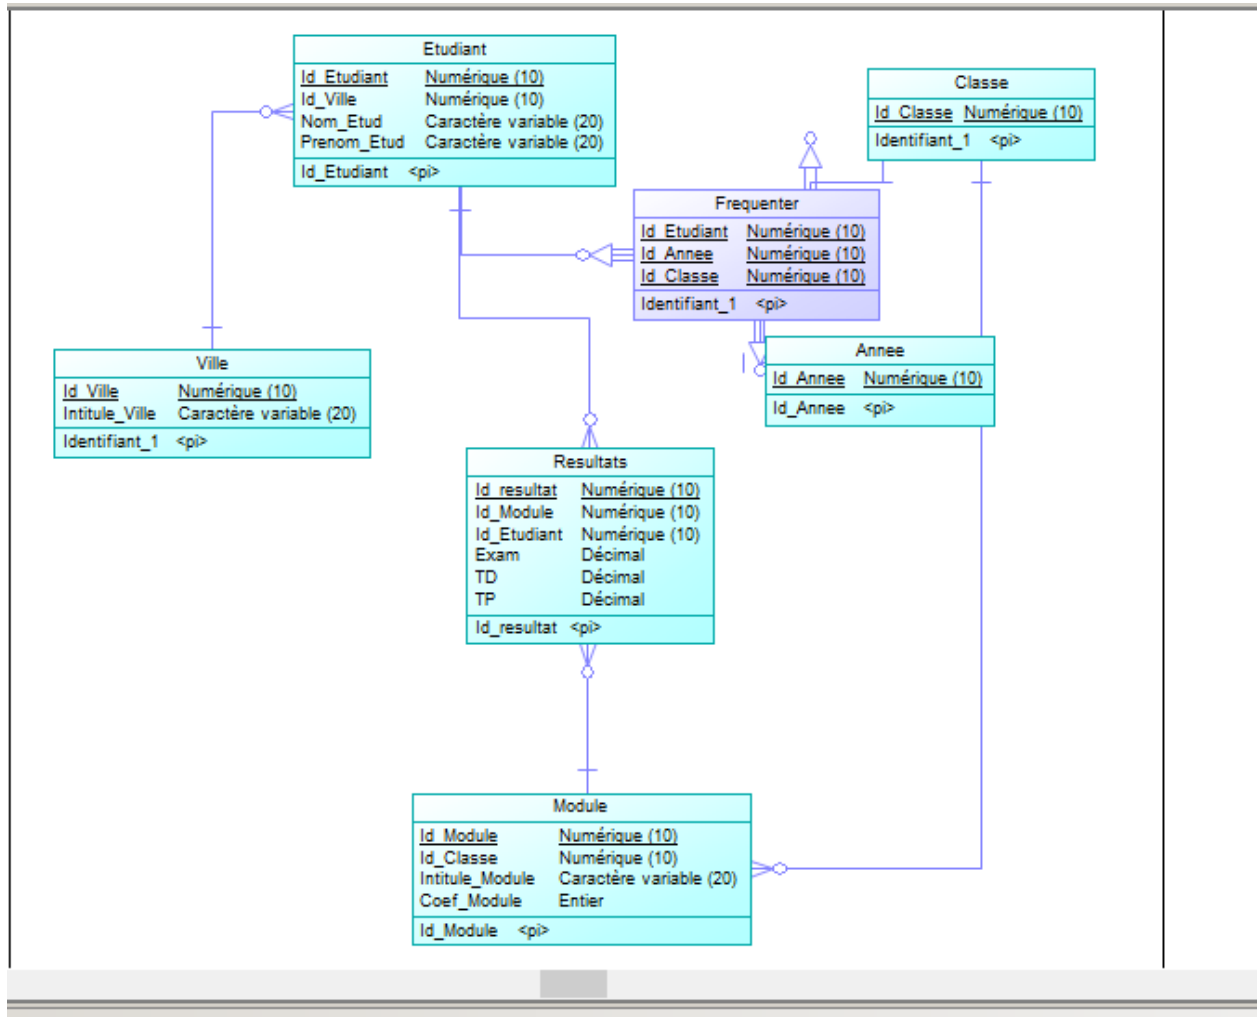 Etudiant
Id_Etudiant Numérique (10)
Id_Ville Numérique (10)
Nom_Etud Caractère variable (20)
Prenom_Etud Caractère variable (20)
Id_Etudiant <pi>
Classe
Id_Classe Numérique (10)
Identifiant_1 <pi>
Frequenter
Id_Etudiant Numérique (10)
Id_Annee Numérique (10)
Id_Classe Numérique (10)
Identifiant_1 <pi>
Annee
Id_Annee Numérique (10)
Id_Annee <pi>
Ville
Id_Ville Numérique (10)
Intitule_Ville Caractère variable (20)
Identifiant_1 <pi>
Resultats
Id_resultat Numérique (10)
Id_Module Numérique (10)
Id_Etudiant Numérique (10)
Exam Décimal
TD Décimal
TP Décimal
Id_resultat <pi>
Module
Id_Module Numérique (10)
Id_Classe Numérique (10)
Intitule_Module Caractère variable (20)
Coef_Module Entier
Id_Module <pi>